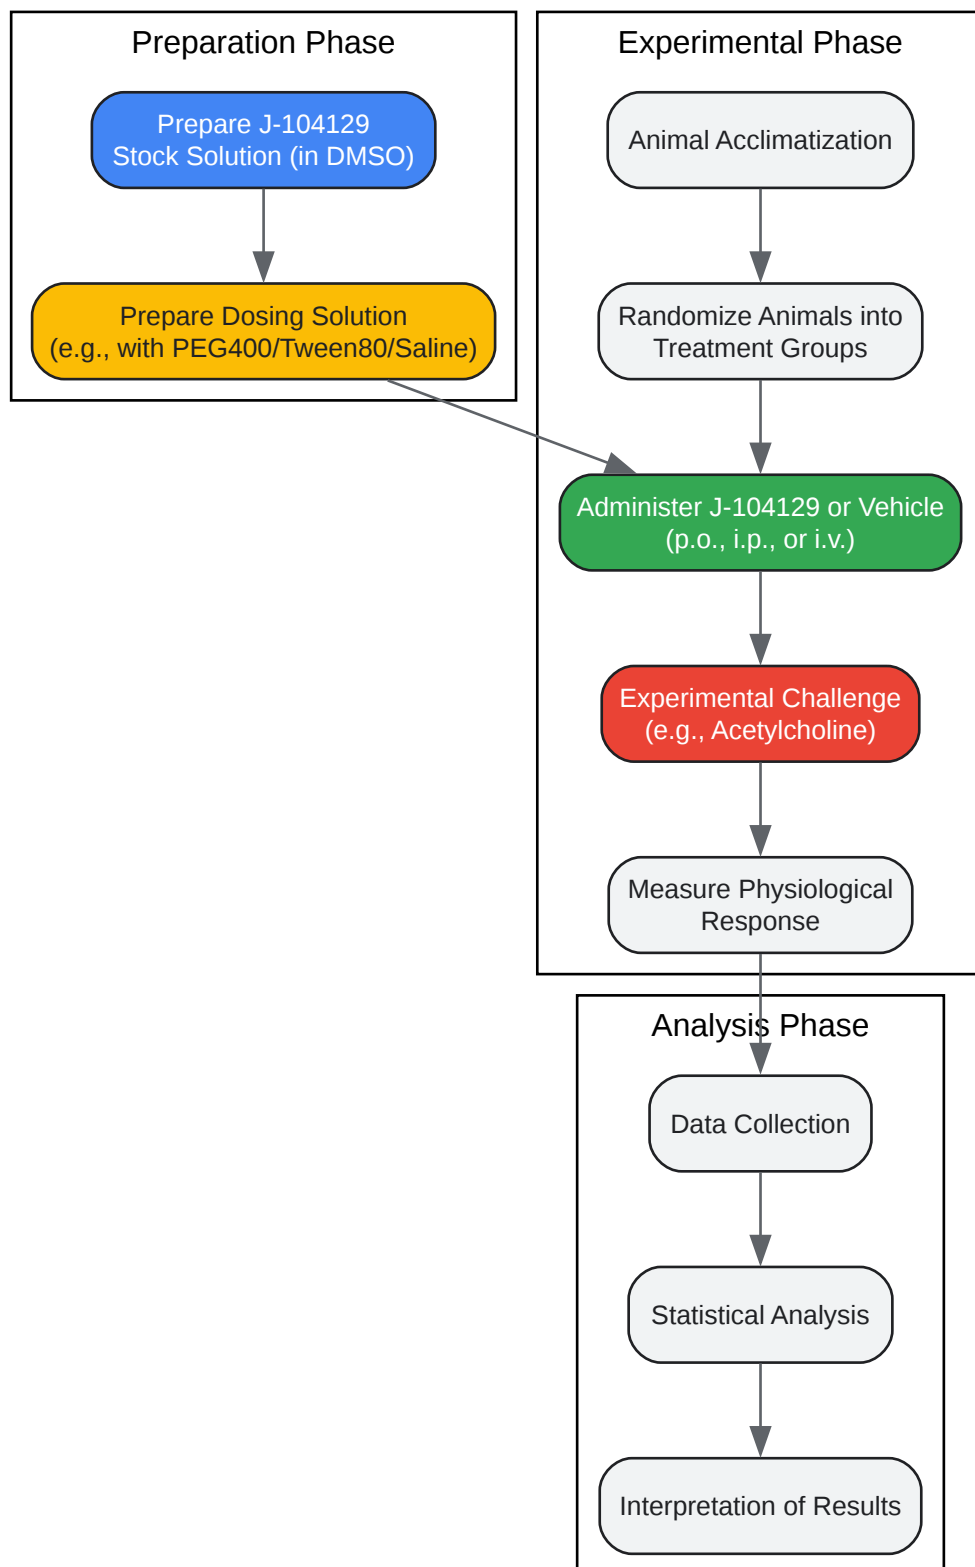 Preparation Phase
Prepare J-104129
Stock Solution (in DMSO)
Prepare Dosing Solution
(e.g., with PEG400/Tween80/Saline)
Experimental Phase
Animal Acclimatization
Randomize Animals into
Treatment Groups
Administer J-104129 or Vehicle
(p.o., i.p., or i.v.)
Experimental Challenge
(e.g., Acetylcholine)
Measure Physiological
Response
Analysis Phase
Data Collection
Statistical Analysis
Interpretation of Results